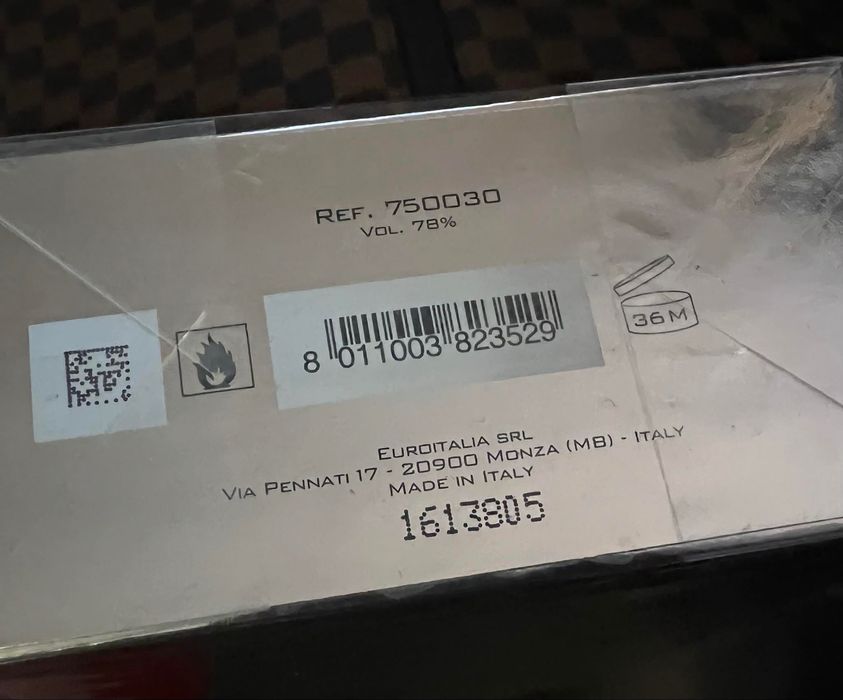 REF. 750030
VOL. 78%
36M
8 011003 823529
EUROITALIA SRL
VIA PENNATI 17 - 20900 MONZA (MB) - ITALY
MADE IN ITALY
1613805